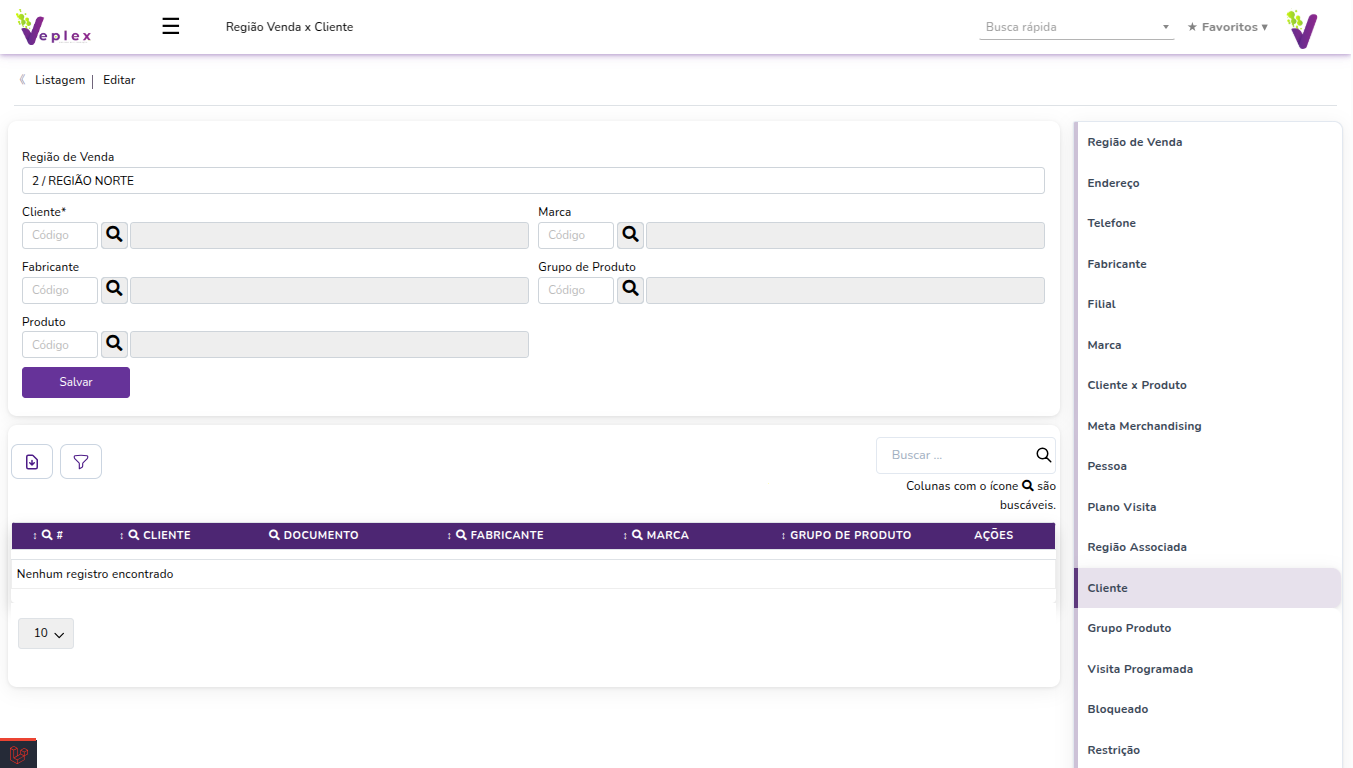 Veplex
☰
Região Venda x Cliente
Busca rápida
★ Favoritos ▾
《 Listagem | Editar
Região de Venda
2 / REGIÃO NORTE
Cliente* Marca
Código Código
Fabricante Grupo de Produto
Código Código
Produto
Código
Salvar
Buscar ...
Colunas com o ícone são
buscáveis.
↕ # ↕ CLIENTE DOCUMENTO ↕ FABRICANTE ↕ MARCA ↕ GRUPO DE PRODUTO AÇÕES
Nenhum registro encontrado
10
Região de Venda
Endereço
Telefone
Fabricante
Filial
Marca
Cliente x Produto
Meta Merchandising
Pessoa
Plano Visita
Região Associada
Cliente
Grupo Produto
Visita Programada
Bloqueado
Restrição